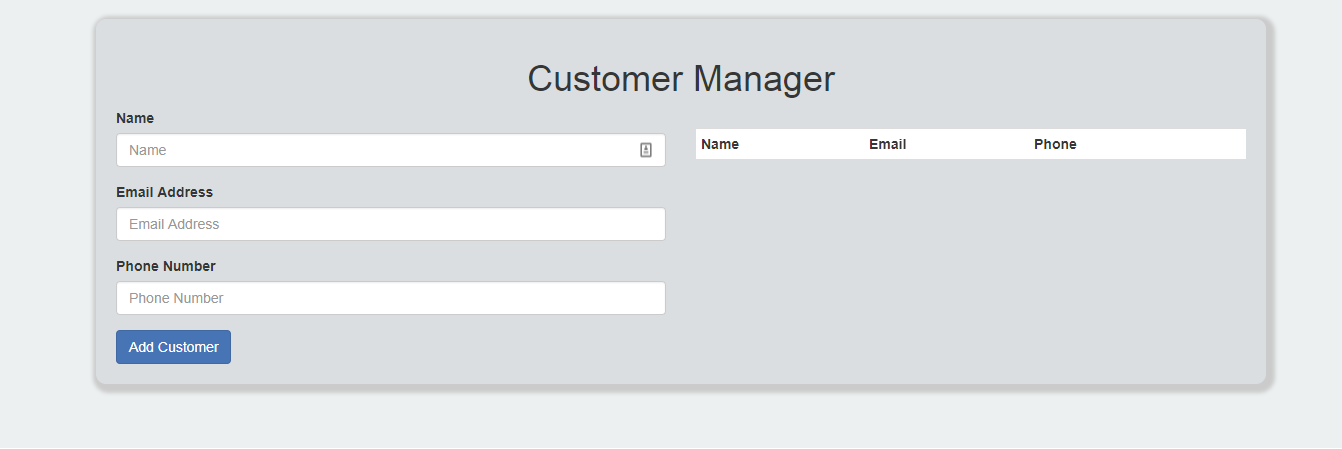 Customer Manager
Name
Name
Email Address
Email Address
Phone Number
Phone Number
Add Customer
Name Email Phone